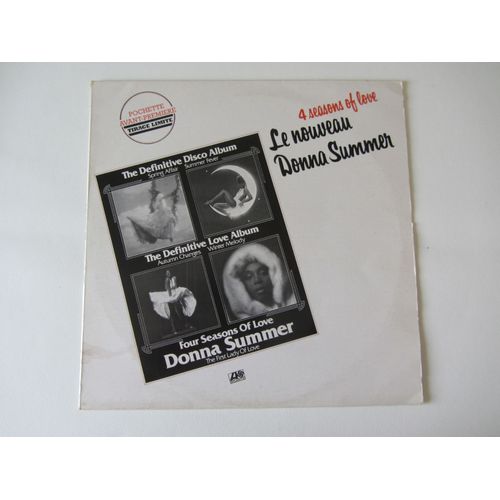 POCHETTE
AVANT-PREMIERE
TIRAGE LIMITÉ
4 seasons of love
Le nouveau
Donna Summer
The Definitive Disco Album
Spring Affair Summer Fever
The Definitive Love Album
Autumn Changes Winter Melody
Four Seasons Of Love
Donna Summer
The First Lady Of Love